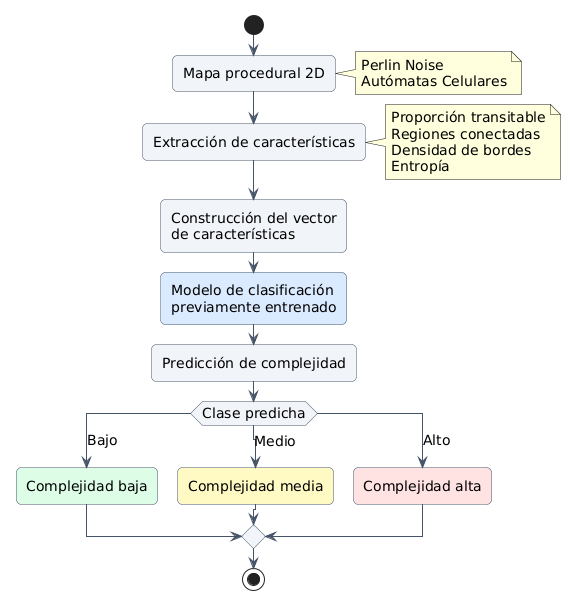 Mapa procedural 2D
Perlin Noise
Autómatas Celulares
Extracción de características
Proporción transitable
Regiones conectadas
Densidad de bordes
Entropía
Construcción del vector
de características
Modelo de clasificación
previamente entrenado
Predicción de complejidad
Clase predicha
Bajo
Medio
Alto
Complejidad baja
Complejidad media
Complejidad alta